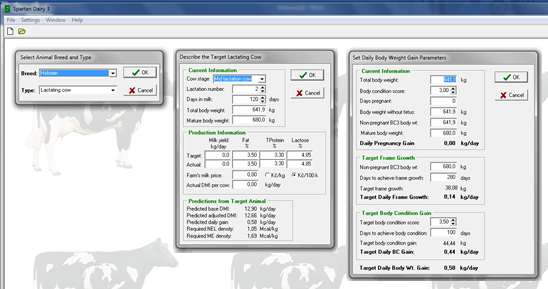 Spartan Dairy 3
File Settings Window Help
Select Animal Breed and Type
Breed: Holstein
OK
Type: Lactating cow
Cancel
Describe the Target Lactating Cow
Current Information
Cow stage: Mid lactation cow
OK
Lactation number: 2
Days in milk: 120 days
Cancel
Total body weight: 641,9 kg
Mature body weight: 680,0 kg
Production Information
Milk yield Fat TProtein Lactose
kg/day % % %
Target: 0,0 3,50 3,30 4,85
Actual: 0,0 3,50 3,30 4,85
Farm's milk price: 0,00 Kč/kg Kč/100 k
Actual DMI per cow: 0,00 kg/day
Predictions from Target Animal
Predicted base DMI: 12,90 kg/day
Predicted adjusted DMI: 12,66 kg/day
Predicted daily gain: 0,58 kg/day
Required NEL density: 1,05 Mcal/kg
Required ME density: 1,69 Mcal/kg
Set Daily Body Weight Gain Parameters
Current Information
Total body weight: 641,9 kg
OK
Body condition score: 3,00
Days pregnant: 0
Cancel
Body weight without fetus: 641,9 kg
Non-pregnant BC3 body wt: 641,9 kg
Mature body weight: 680,0 kg
Daily Pregnancy Gain 0,00 kg/day
Target Frame Growth
Non-pregnant BC3 body wt: 680,0 kg
Days to achieve frame growth: 280 days
Target frame growth: 38,08 kg
Target Daily Frame Growth: 0,14 kg/day
Target Body Condition Gain
Target body condition score: 3,50
Days to achieve body condition: 100 days
Target body condition gain: 44,44 kg
Target Daily BC Gain: 0,44 kg/day
Target Daily Body Wt. Gain: 0,58 kg/day